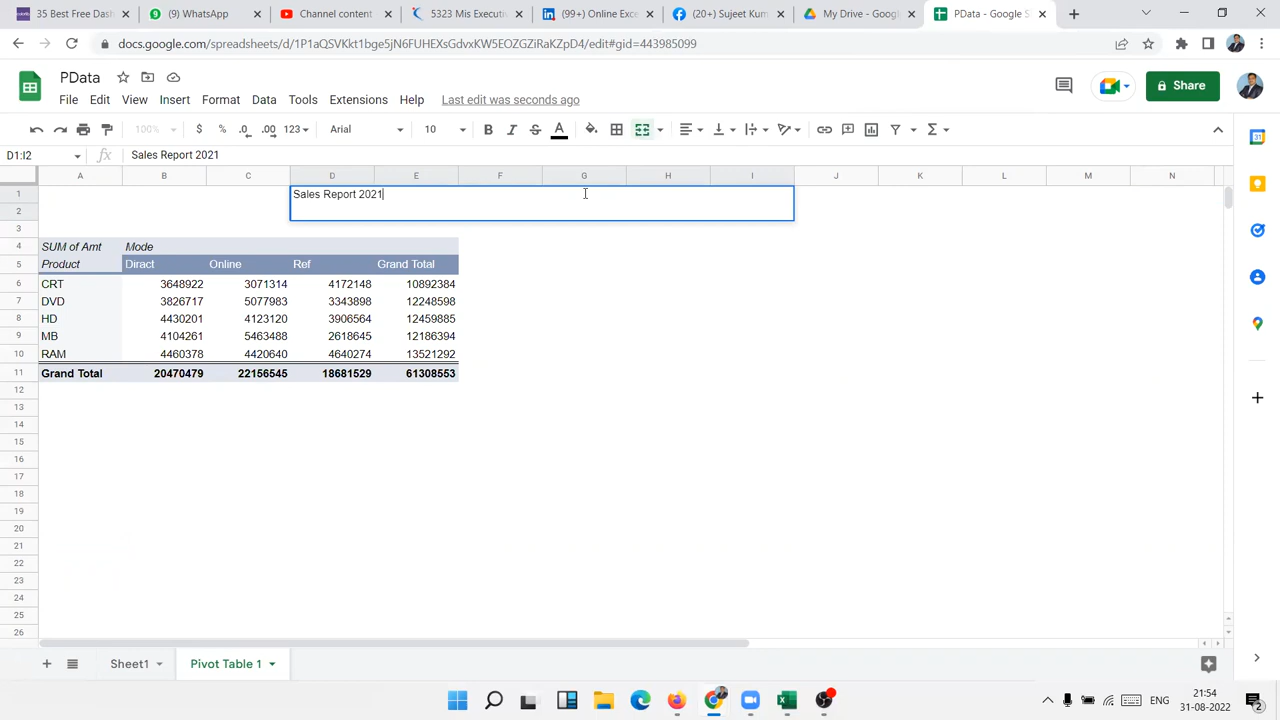 35 Best Free Dash
(9) WhatsApp
Channel content
5323 Mis Executi
(99+) Online Exce
(20+) Sujeet Kum
My Drive - Google
PData - Google S
docs.google.com/spreadsheets/d/1P1aQSVKkt1bge5jN6FUHEXsGdvxKW5EOZGZiRaKZpD4/edit#gid=443985099
PData
File Edit View Insert Format Data Tools Extensions Help Last edit was seconds ago
Share
100% $ % .0 .00 123 Arial 10 B I S A
D1:I2 fx Sales Report 2021
A B C D E F G H I J K L M N
1 Sales Report 2021
2
3
4 SUM of Amt Mode
5 Product Diract Online Ref Grand Total
6 CRT 3648922 3071314 4172148 10892384
7 DVD 3826717 5077983 3343898 12248598
8 HD 4430201 4123120 3906564 12459885
9 MB 4104261 5463488 2618645 12186394
10 RAM 4460378 4420640 4640274 13521292
11 Grand Total 20470479 22156545 18681529 61308553
12
13
14
15
16
17
18
19
20
21
22
23
24
25
26
Sheet1 Pivot Table 1
ENG
21:54
31-08-2022
2